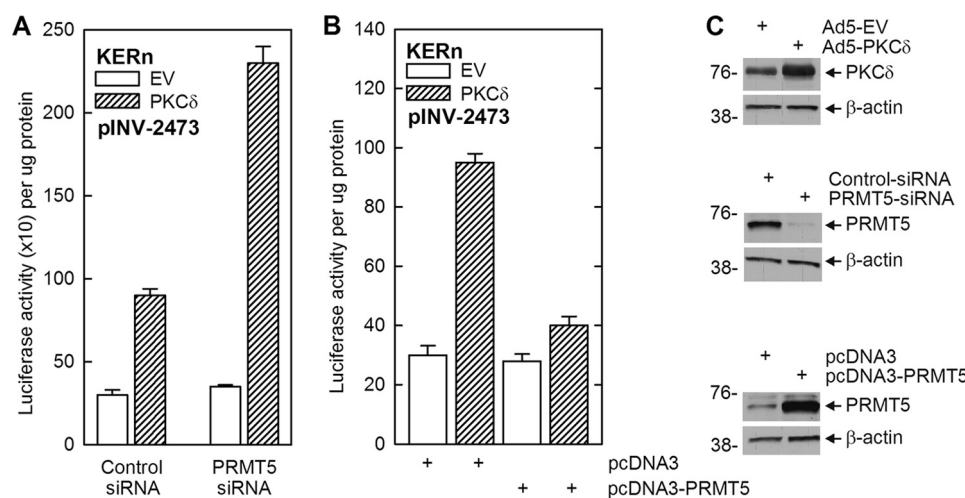 A
KERn
EV
PKCδ
pINV-2473
Luciferase activity (x10) per ug protein
250
200
150
100
50
0
Control
siRNA
PRMT5
siRNA
B
KERn
EV
PKCδ
pINV-2473
Luciferase activity per ug protein
140
120
100
80
60
40
20
0
+ + pcDNA3
+ + pcDNA3-PRMT5
C
+ Ad5-EV
+ Ad5-PKCδ
76- PKCδ
38- β-actin
+ Control-siRNA
+ PRMT5-siRNA
76- PRMT5
38- β-actin
+ pcDNA3
+ pcDNA3-PRMT5
76- PRMT5
38- β-actin